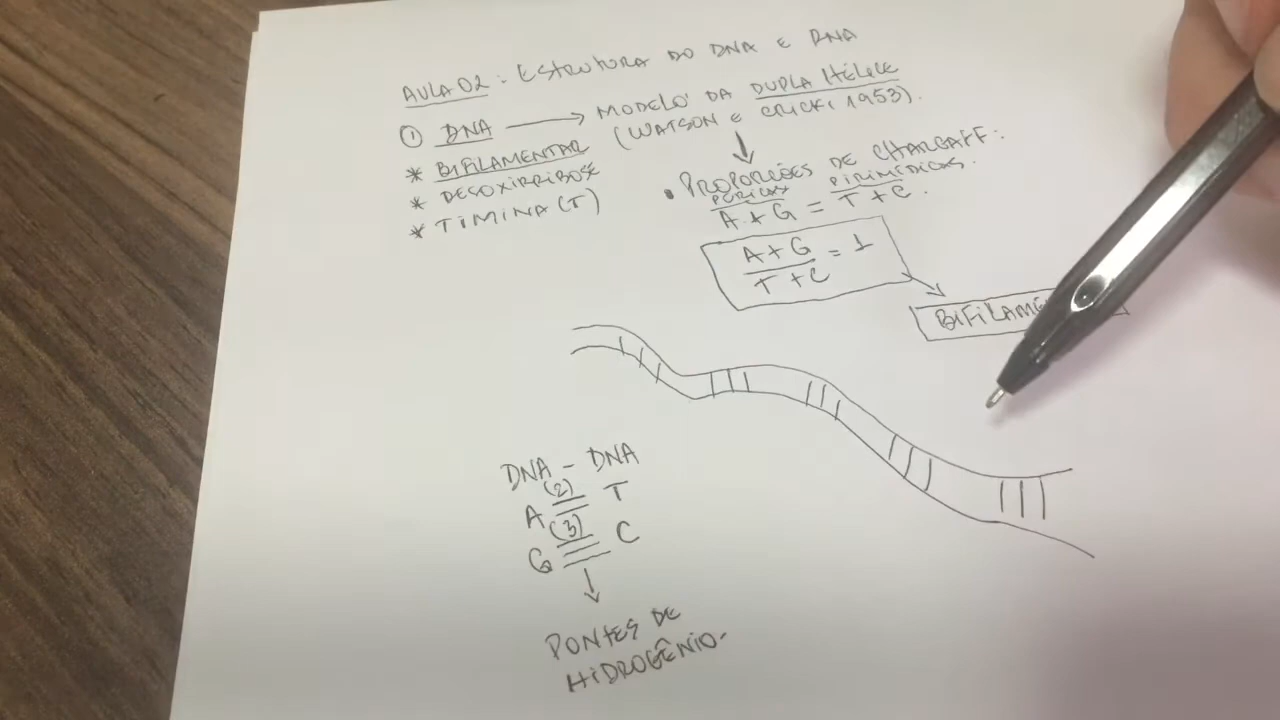 AULA 02: ESTRUTURA DO DNA E RNA
① DNA → MODELO DA DUPLA HÉLICE
(WATSON E CRICK, 1953).
* BIFILAMENTAR
* DESOXIRRIBOSE
* TIMINA (T)
• PROPORÇÕES DE CHARGAFF:
PÚRICAS PIRIMÍDICAS
A + G = T + C.
A + G
T + C
= 1
DNA - DNA
A (2) T
G (3) C
PONTES DE
HIDROGÊNIO